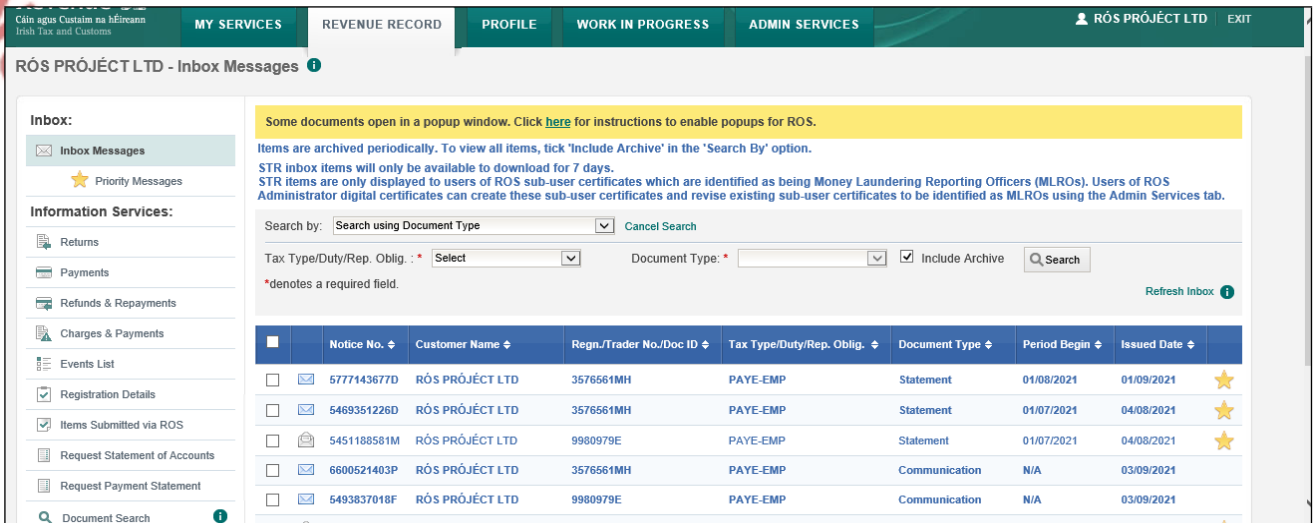 Cáin agus Custaim na hÉireann
Irish Tax and Customs
MY SERVICES
REVENUE RECORD
PROFILE
WORK IN PROGRESS
ADMIN SERVICES
RÓS PRÓJÉCT LTD EXIT
RÓS PRÓJÉCT LTD - Inbox Messages
Inbox:
Inbox Messages
Priority Messages
Information Services:
Returns
Payments
Refunds & Repayments
Charges & Payments
Events List
Registration Details
Items Submitted via ROS
Request Statement of Accounts
Request Payment Statement
Document Search
Some documents open in a popup window. Click here for instructions to enable popups for ROS.
Items are archived periodically. To view all items, tick 'Include Archive' in the 'Search By' option.
STR inbox items will only be available to download for 7 days.
STR items are only displayed to users of ROS sub-user certificates which are identified as being Money Laundering Reporting Officers (MLROs). Users of ROS
Administrator digital certificates can create these sub-user certificates and revise existing sub-user certificates to be identified as MLROs using the Admin Services tab.
Search by: Search using Document Type Cancel Search
Tax Type/Duty/Rep. Oblig. : * Select Document Type: * Include Archive Search
*denotes a required field.
Refresh Inbox
Notice No. Customer Name Regn./Trader No./Doc ID Tax Type/Duty/Rep. Oblig. Document Type Period Begin Issued Date
5777143677D RÓS PRÓJÉCT LTD 3576561MH PAYE-EMP Statement 01/08/2021 01/09/2021
5469351226D RÓS PRÓJÉCT LTD 3576561MH PAYE-EMP Statement 01/07/2021 04/08/2021
5451188581M RÓS PRÓJÉCT LTD 9980979E PAYE-EMP Statement 01/07/2021 04/08/2021
6600521403P RÓS PRÓJÉCT LTD 3576561MH PAYE-EMP Communication N/A 03/09/2021
5493837018F RÓS PRÓJÉCT LTD 9980979E PAYE-EMP Communication N/A 03/09/2021